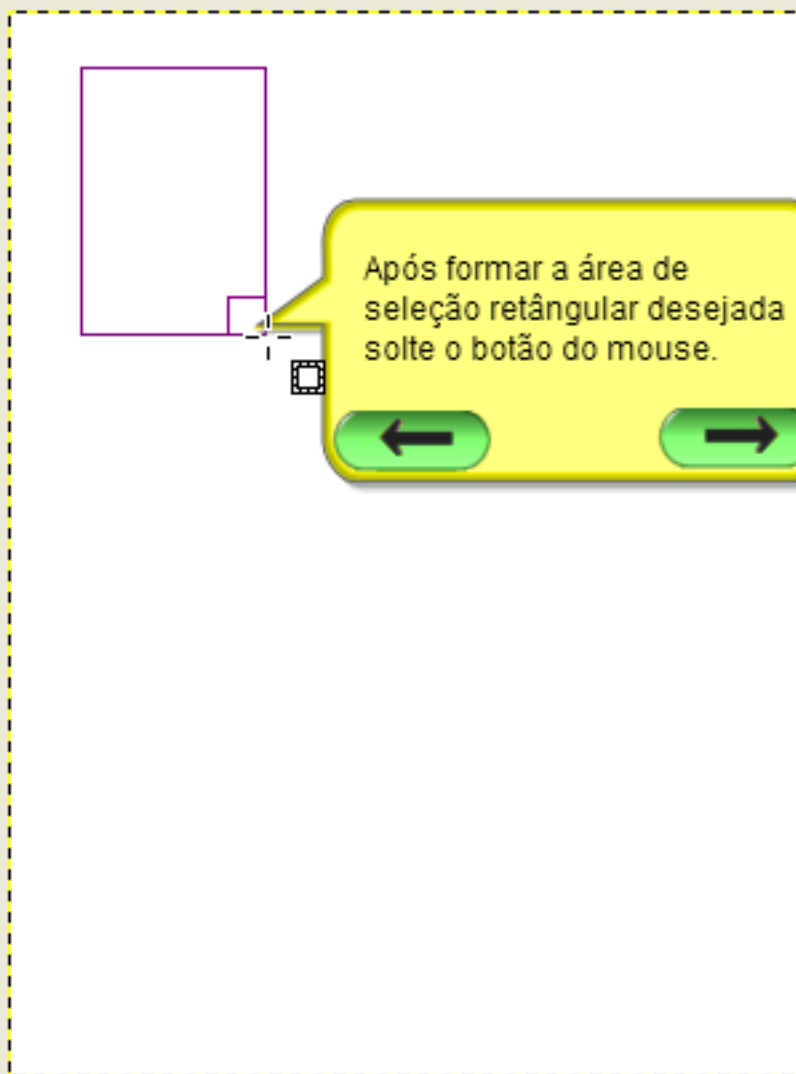 Após formar a área de
seleção retângular desejada
solte o botão do mouse.